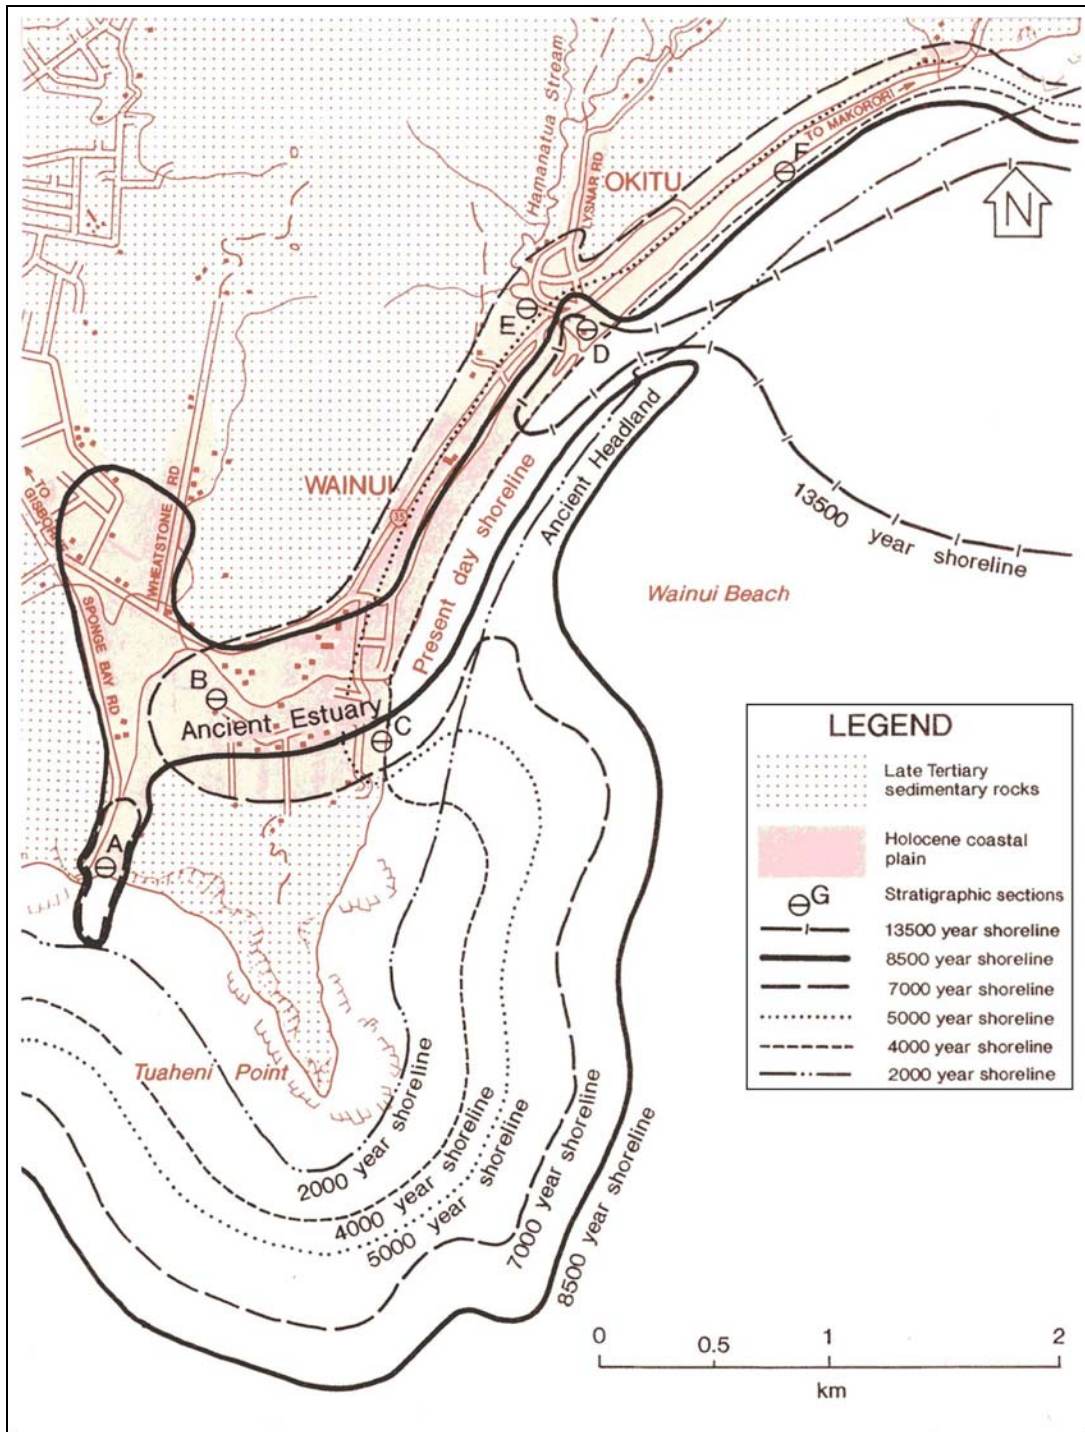 Hamanatua Stream
LYSNAR RD
OKITU
TO MAKORORI
F
N
E
D
WAINUI
35
TO
GISBORNE
WHEATSTONE RD
SPONGE BAY RD
Present day shoreline
Ancient Headland
13500 year shoreline
Wainui Beach
B
Ancient Estuary
C
A
Tuaheni Point
2000 year shoreline
4000 year shoreline
5000 year shoreline
7000 year shoreline
8500 year shoreline
LEGEND
Late Tertiary
sedimentary rocks
Holocene coastal
plain
G
Stratigraphic sections
13500 year shoreline
8500 year shoreline
7000 year shoreline
5000 year shoreline
4000 year shoreline
2000 year shoreline
0 0.5 1 2
km